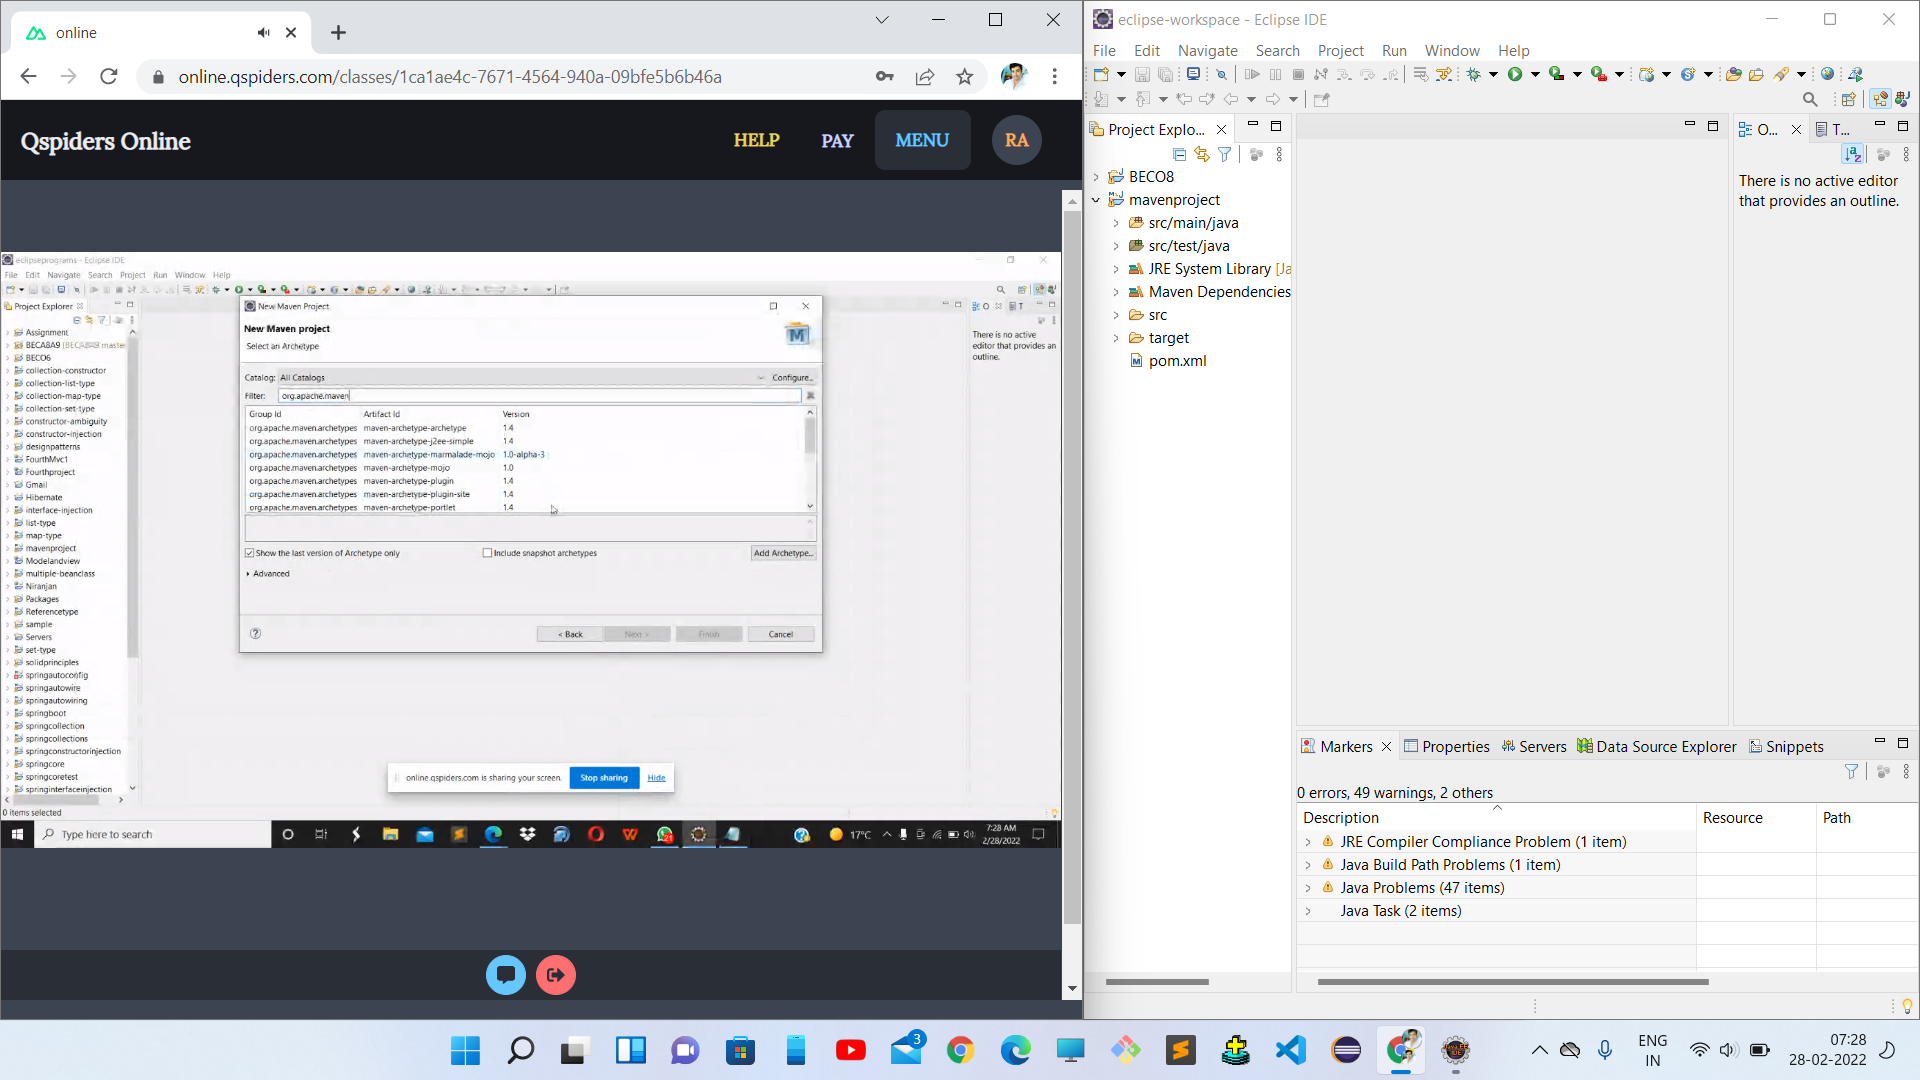 online
online.qspiders.com/classes/1ca1ae4c-7671-4564-940a-09bfe5b6b46a
Qspiders Online
HELP
PAY
MENU
RA
eclipseprograms - Eclipse IDE
File Edit Navigate Search Project Run Window Help
Project Explorer
Assignment
BECA8A9
BECO6
collection-constructor
collection-list-type
collection-map-type
collection-set-type
constructor-ambiguity
constructor-injection
designpatterns
FourthMvc1
Fourthproject
Gmail
Hibernate
interface-injection
list-type
map-type
mavenproject
Modelandview
multiple-beanclass
Niranjan
Packages
Referencetype
sample
Servers
set-type
solidprinciples
springautoconfig
springautowire
springautowiring
springboot
springcollection
springcollections
springconstructorinjection
springcore
springcoretest
springinterfaceinjection
0 items selected
New Maven Project
New Maven project
Select an Archetype
Catalog: All Catalogs Configure...
Filter: org.apache.maven
Group Id Artifact Id Version
org.apache.maven.archetypes maven-archetype-archetype 1.4
org.apache.maven.archetypes maven-archetype-j2ee-simple 1.4
org.apache.maven.archetypes maven-archetype-marmalade-mojo 1.0-alpha-3
org.apache.maven.archetypes maven-archetype-mojo 1.0
org.apache.maven.archetypes maven-archetype-plugin 1.4
org.apache.maven.archetypes maven-archetype-plugin-site 1.4
org.apache.maven.archetypes maven-archetype-portlet 1.4
Show the last version of Archetype only
Include snapshot archetypes
Add Archetype...
Advanced
< Back
Next >
Finish
Cancel
O
T
There is no active
editor that provides an
outline.
online.qspiders.com is sharing your screen.
Stop sharing
Hide
Type here to search
17°C
7:28 AM
2/28/2022
eclipse-workspace - Eclipse IDE
File Edit Navigate Search Project Run Window Help
Project Explo...
BECO8
mavenproject
src/main/java
src/test/java
JRE System Library [Ja
Maven Dependencies
src
target
pom.xml
O...
T...
There is no active editor
that provides an outline.
Markers
Properties
Servers
Data Source Explorer
Snippets
0 errors, 49 warnings, 2 others
Description Resource Path
JRE Compiler Compliance Problem (1 item)
Java Build Path Problems (1 item)
Java Problems (47 items)
Java Task (2 items)
3
ENG
IN
07:28
28-02-2022